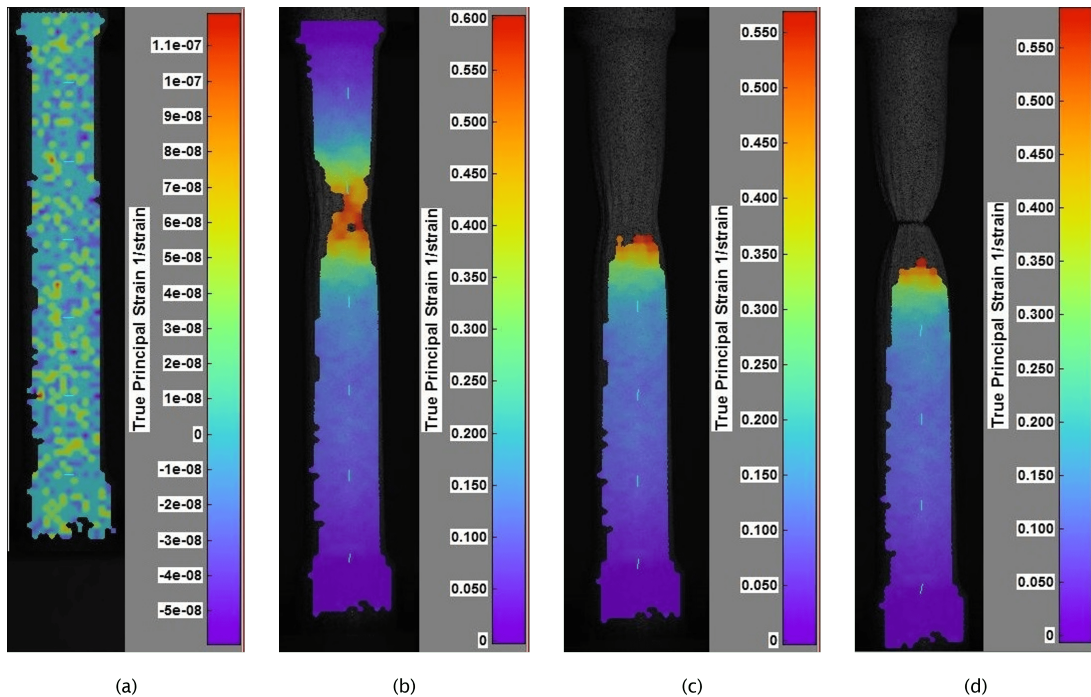 1.1e-07
1e-07
9e-08
8e-08
7e-08
6e-08
5e-08
4e-08
3e-08
2e-08
1e-08
0
-1e-08
-2e-08
-3e-08
-4e-08
-5e-08
True Principal Strain 1/strain
(a)
0.600
0.550
0.500
0.450
0.400
0.350
0.300
0.250
0.200
0.150
0.100
0.050
0
True Principal Strain 1/strain
(b)
0.550
0.500
0.450
0.400
0.350
0.300
0.250
0.200
0.150
0.100
0.050
0
True Principal Strain 1/strain
(c)
0.550
0.500
0.450
0.400
0.350
0.300
0.250
0.200
0.150
0.100
0.050
0
True Principal Strain 1/strain
(d)